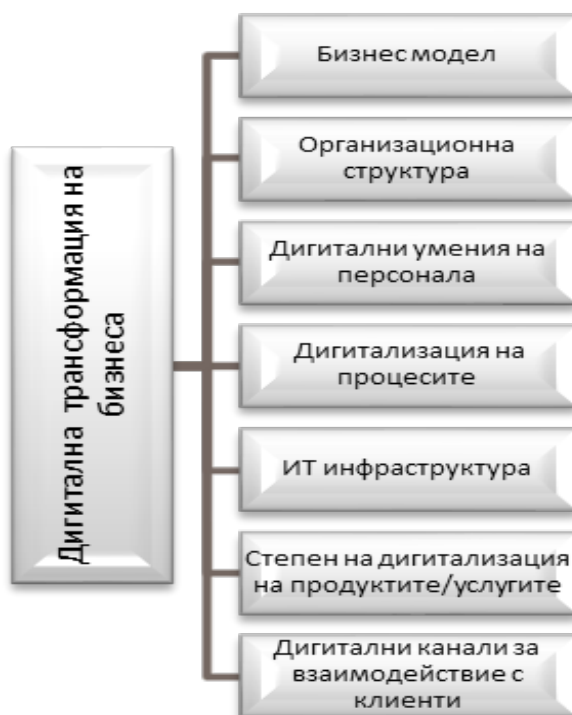 Дигитална трансформация на
бизнеса
Бизнес модел
Организационна
структура
Дигитални умения на
персонала
Дигитализация на
процесите
ИТ инфраструктура
Степен на дигитализация
на продуктите/услугите
Дигитални канали за
взаимодействие с
клиенти